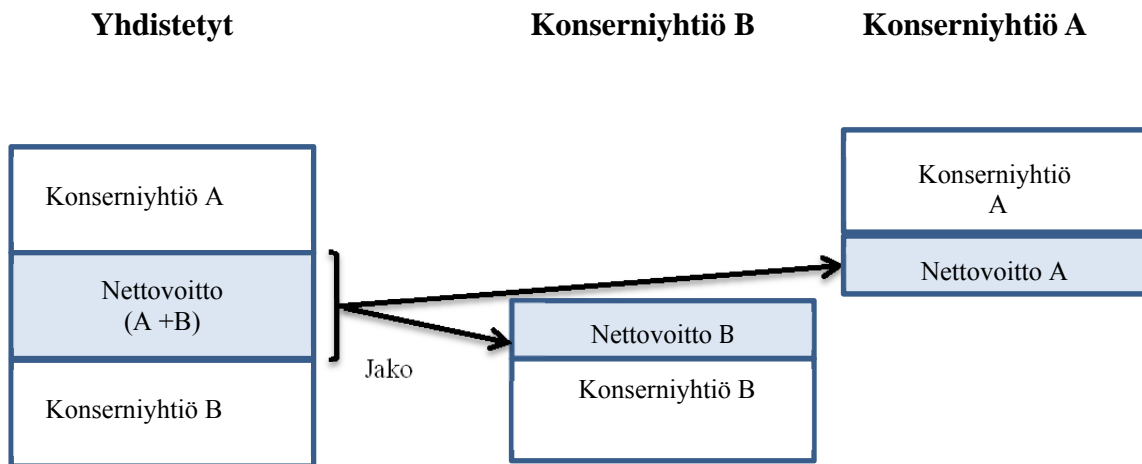 Yhdistetyt
Konserniyhtiö B
Konserniyhtiö A
Konserniyhtiö A
Nettovoitto
(A +B)
Konserniyhtiö B
Jako
Nettovoitto B
Konserniyhtiö B
Konserniyhtiö
A
Nettovoitto A